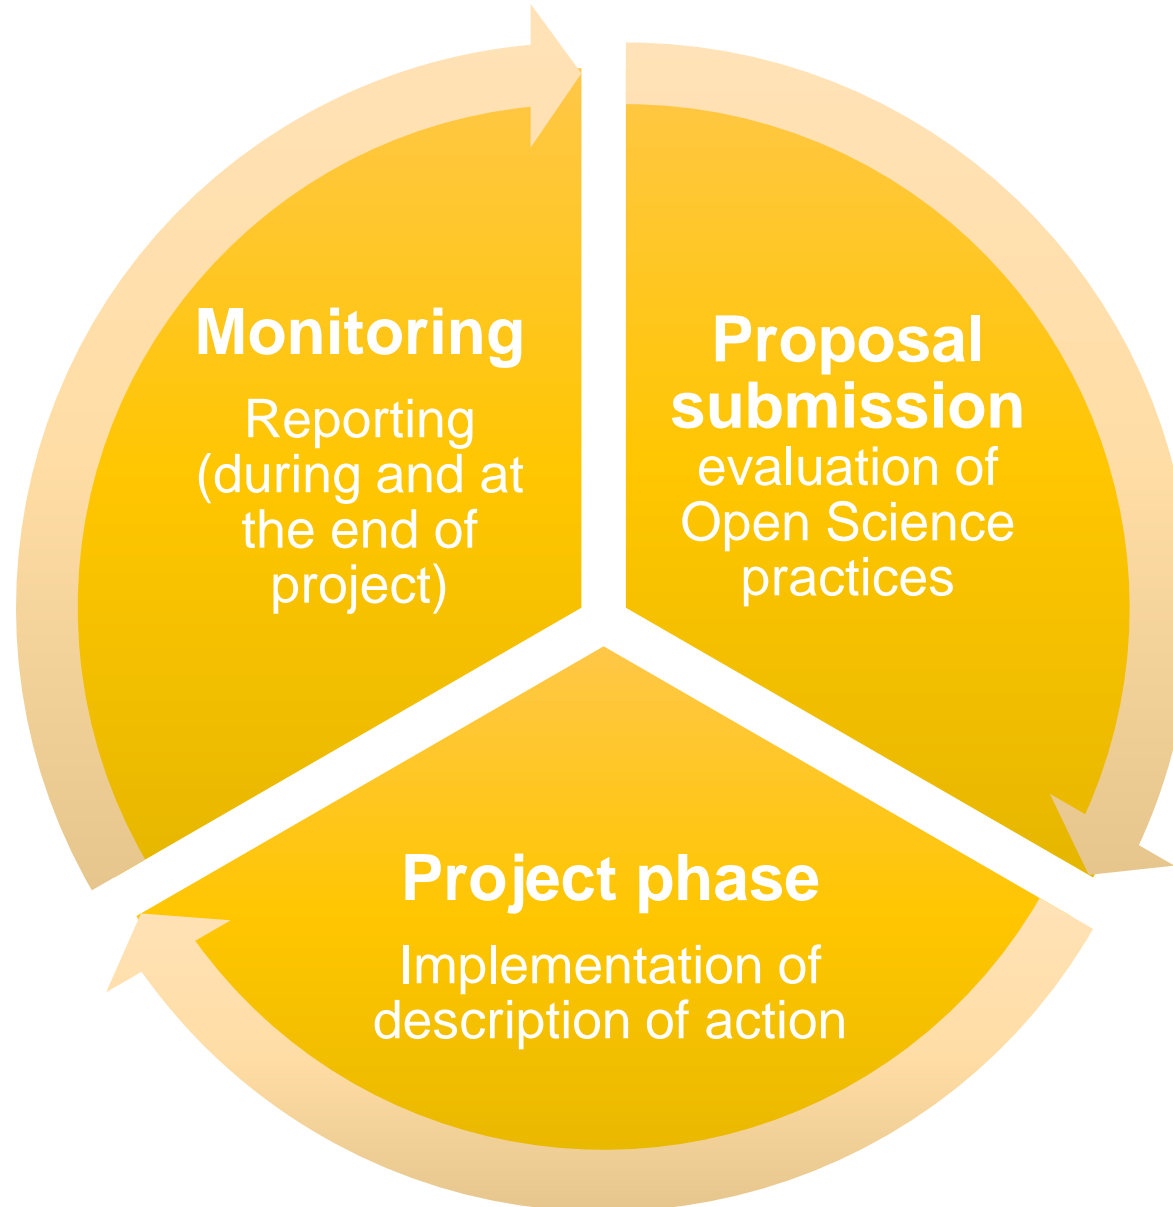 Monitoring
Reporting
(during and at
the end of
project)
Proposal
submission
evaluation of
Open Science
practices
Project phase
Implementation of
description of action